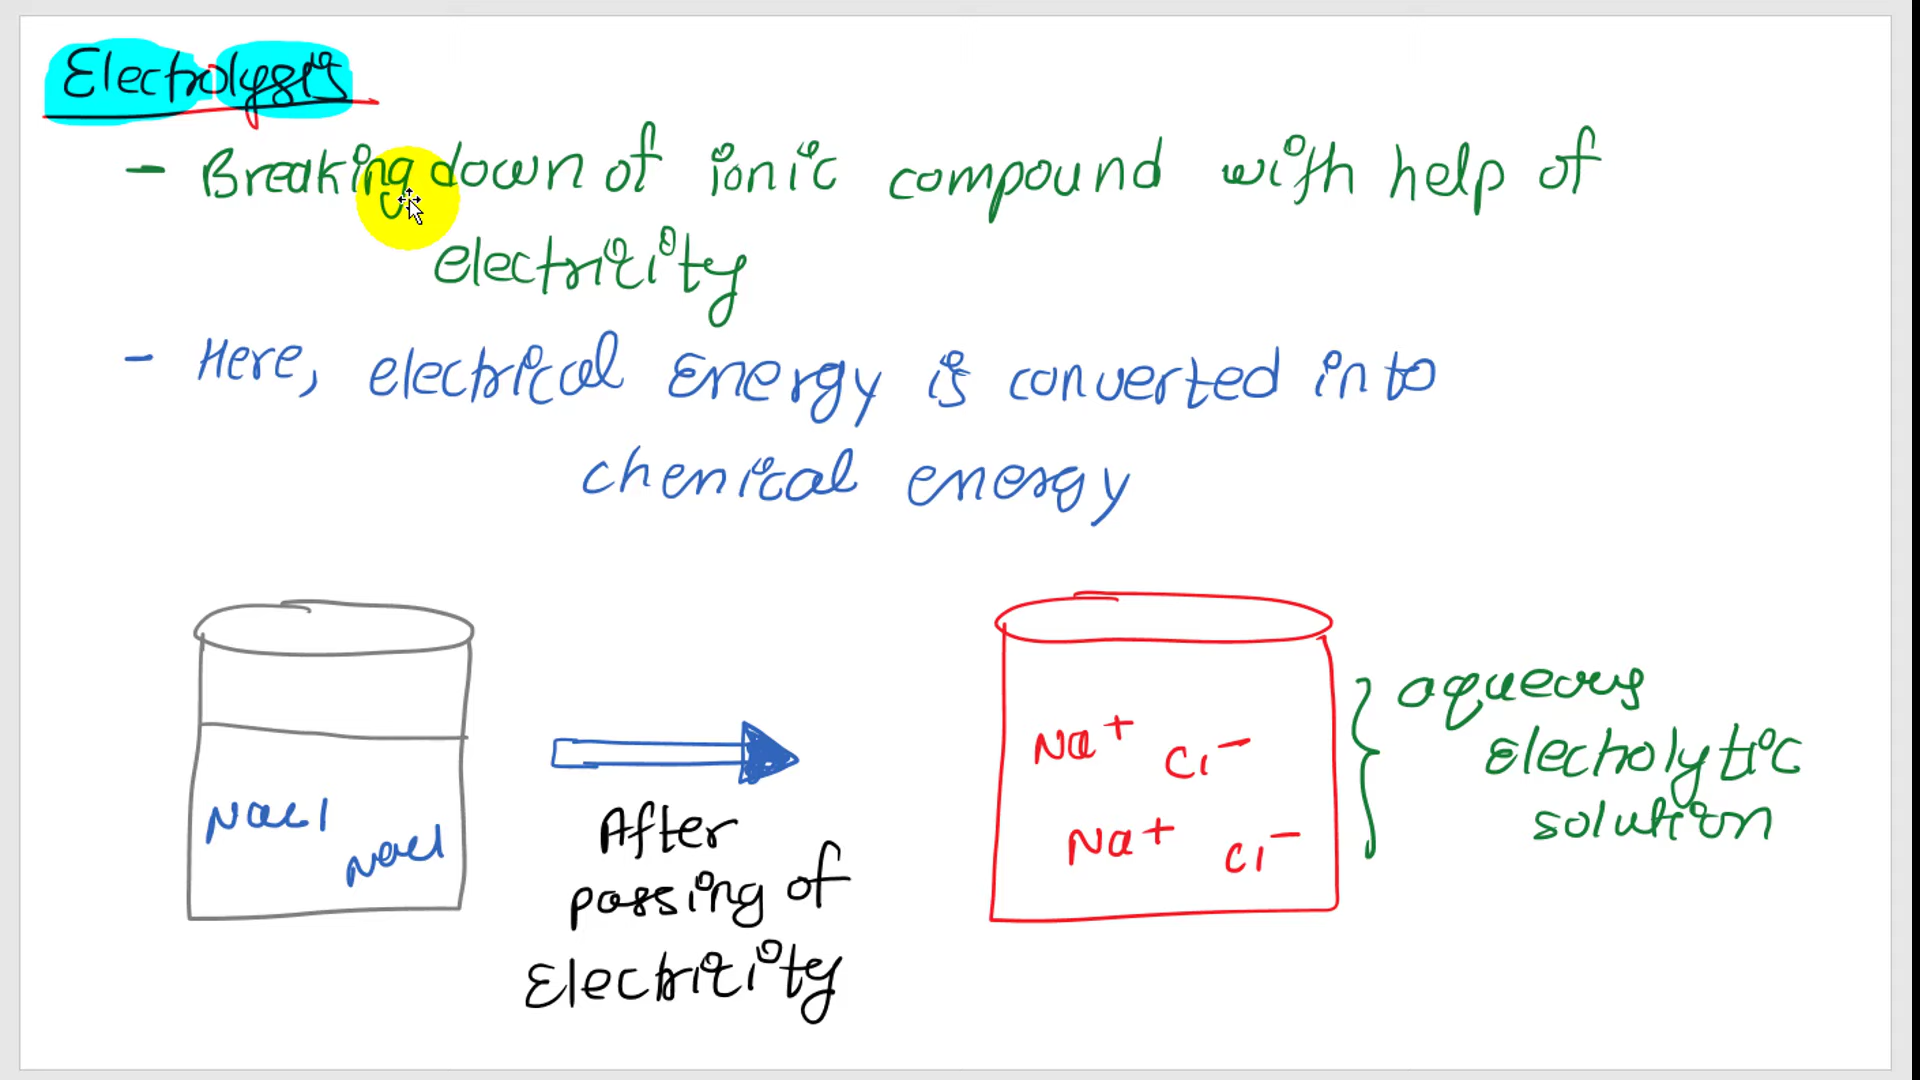 Electrolysis
- Breaking down of ionic compound with help of
electricity
- Here, electrical Energy is converted into
chemical energy
NaCl
NaCl
After
passing of
Electricity
Na+ Cl-
Na+ Cl-
aqueous
Electrolytic
solution